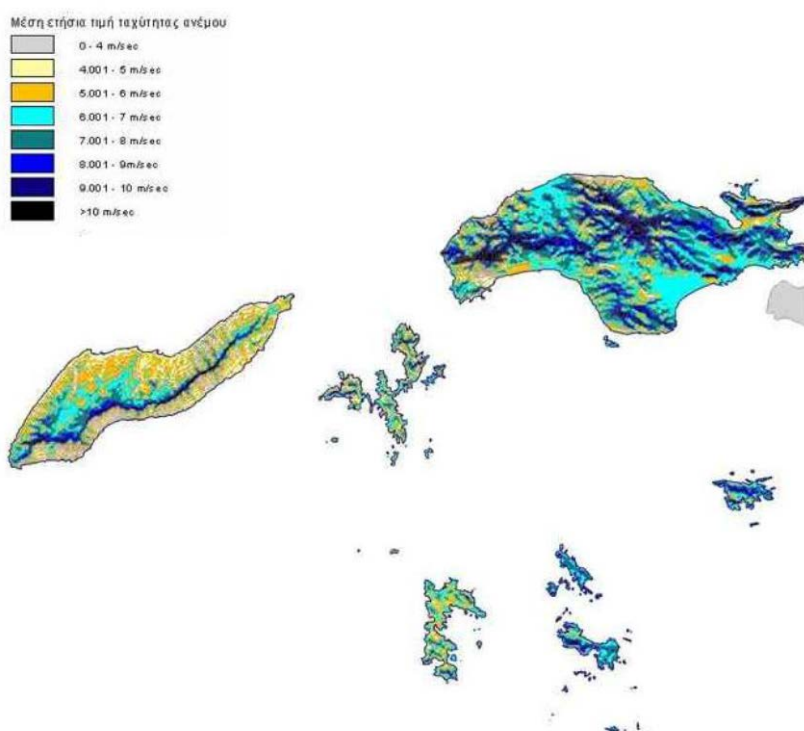 Μέση ετήσια τιμή ταχύτητας ανέμου
0 - 4 m/sec
4.001 - 5 m/sec
5.001 - 6 m/sec
6.001 - 7 m/sec
7.001 - 8 m/sec
8.001 - 9m/sec
9.001 - 10 m/sec
>10 m/sec